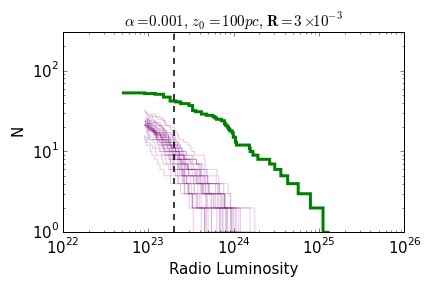 α = 0.001, z₀ = 100pc, R = 3 × 10⁻³
10²
10¹
10⁰
N
10²² 10²³ 10²⁴ 10²⁵ 10²⁶
Radio Luminosity